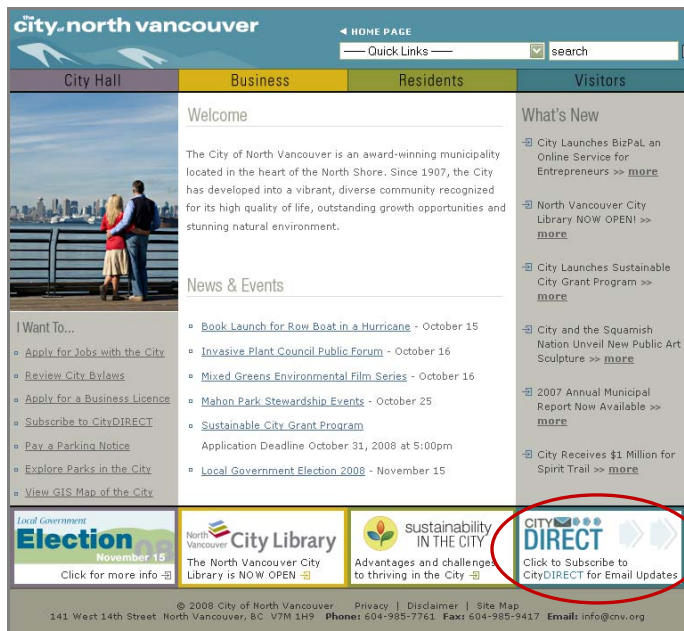 the
city of north vancouver
HOME PAGE
Quick Links
search
City Hall
Business
Residents
Visitors
Welcome
The City of North Vancouver is an award-winning municipality
located in the heart of the North Shore. Since 1907, the City
has developed into a vibrant, diverse community recognized
for its high quality of life, outstanding growth opportunities and
stunning natural environment.
News & Events
Book Launch for Row Boat in a Hurricane - October 15
Invasive Plant Council Public Forum - October 16
Mixed Greens Environmental Film Series - October 16
Mahon Park Stewardship Events - October 25
Sustainable City Grant Program
Application Deadline October 31, 2008 at 5:00pm
Local Government Election 2008 - November 15
I Want To...
Apply for Jobs with the City
Review City Bylaws
Apply for a Business Licence
Subscribe to CityDIRECT
Pay a Parking Notice
Explore Parks in the City
View GIS Map of the City
What's New
City Launches BizPaL an
Online Service for
Entrepreneurs >> more
North Vancouver City
Library NOW OPEN! >>
more
City Launches Sustainable
City Grant Program >>
more
City and the Squamish
Nation Unveil New Public Art
Sculpture >> more
2007 Annual Municipal
Report Now Available >>
more
City Receives $1 Million for
Spirit Trail >> more
Local Government
Election 08
November 15
Click for more info
North Vancouver City Library
The North Vancouver City
Library is NOW OPEN
sustainability
IN THE CITY
Advantages and challenges
to thriving in the City
CITY
DIRECT
Click to Subscribe to
CityDIRECT for Email Updates
© 2008 City of North Vancouver Privacy | Disclaimer | Site Map
141 West 14th Street North Vancouver, BC V7M 1H9 Phone: 604-985-7761 Fax: 604-985-9417 Email: info@cnv.org